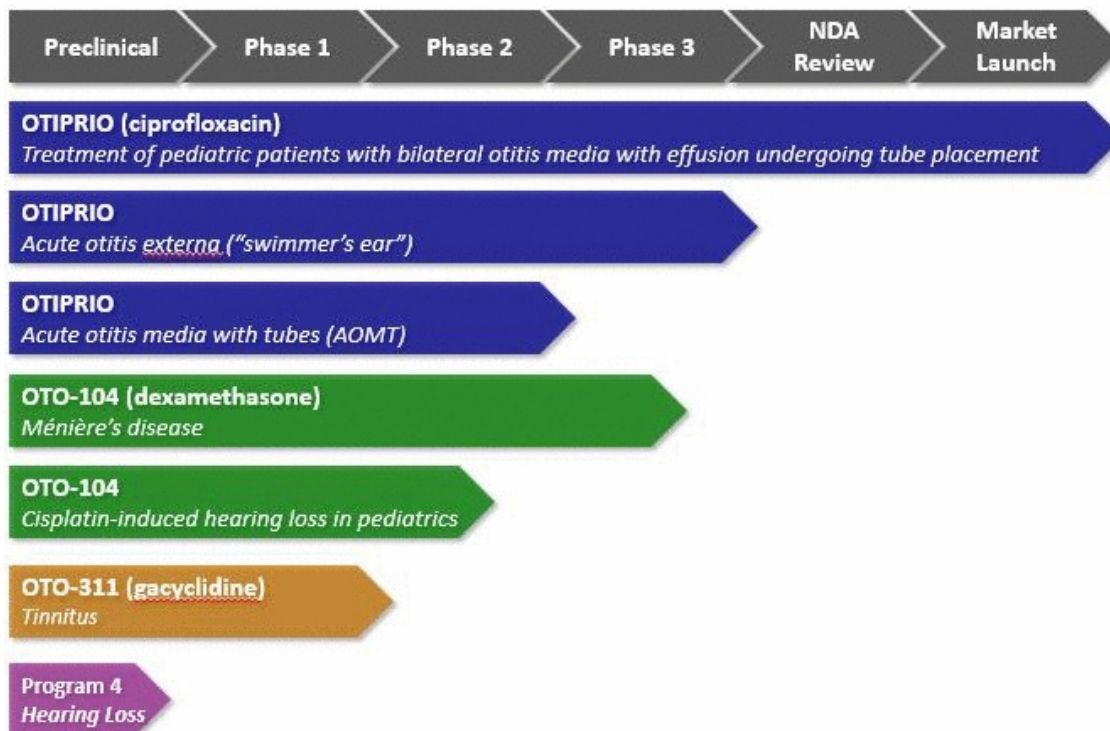 Preclinical
Phase 1
Phase 2
Phase 3
NDA
Review
Market
Launch
OTIPRIO (ciprofloxacin)
Treatment of pediatric patients with bilateral otitis media with effusion undergoing tube placement
OTIPRIO
Acute otitis externa (“swimmer’s ear”)
OTIPRIO
Acute otitis media with tubes (AOMT)
OTO-104 (dexamethasone)
Ménière’s disease
OTO-104
Cisplatin-induced hearing loss in pediatrics
OTO-311 (gacyclidine)
Tinnitus
Program 4
Hearing Loss